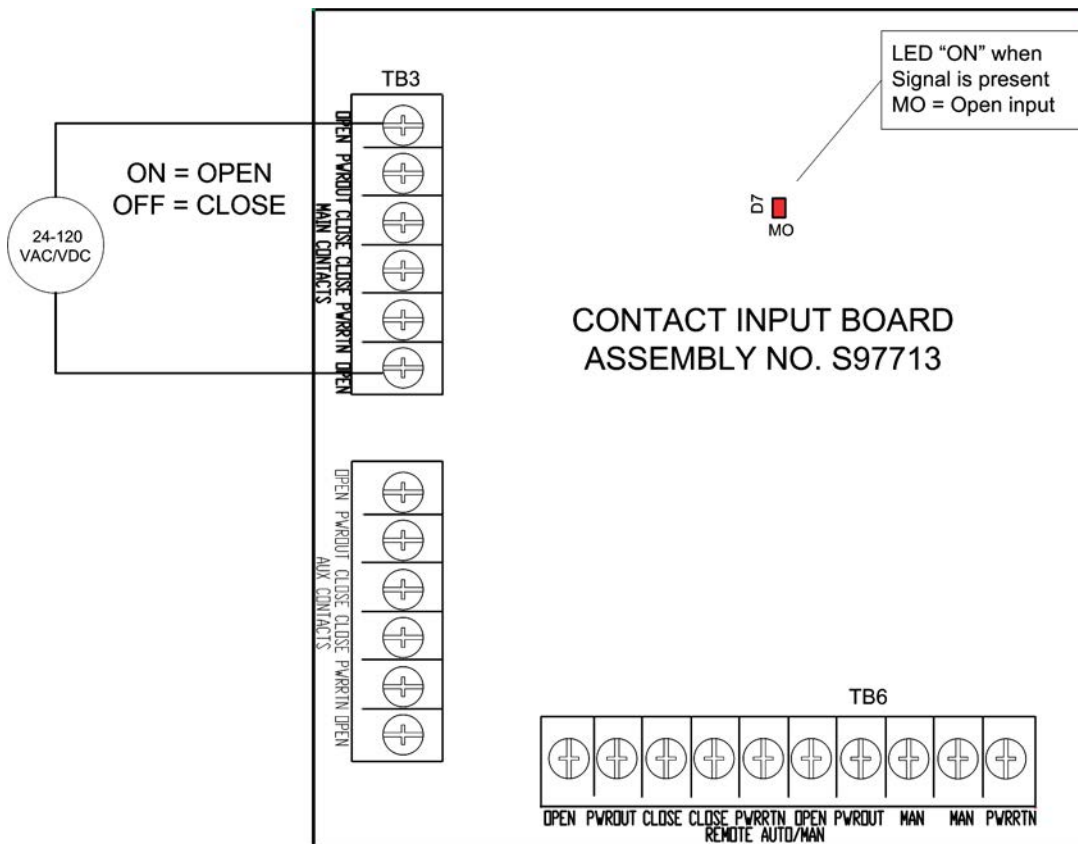 TB3
LED “ON” when
Signal is present
MO = Open input
ON = OPEN
OFF = CLOSE
24-120
VAC/VDC
OPEN PWROUT CLOSE CLOSE PWRRTN OPEN
MAIN CONTACTS
D7
MO
CONTACT INPUT BOARD
ASSEMBLY NO. S97713
OPEN PWROUT CLOSE CLOSE PWRRTN OPEN
AUX CONTACTS
TB6
OPEN PWROUT CLOSE CLOSE PWRRTN OPEN PWROUT MAN MAN PWRRTN
REMOTE AUTO/MAN